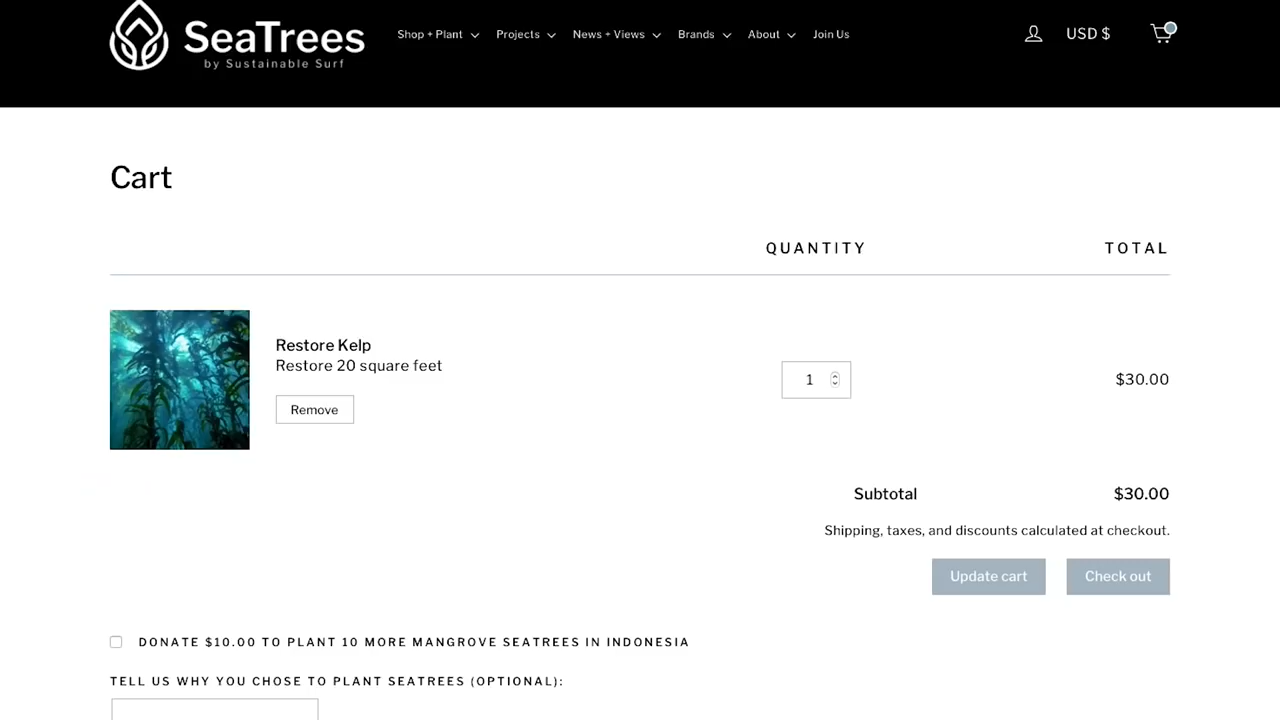 SeaTrees
by Sustainable Surf
Shop + Plant
Projects
News + Views
Brands
About
Join Us
USD $
Cart
QUANTITY
TOTAL
Restore Kelp
Restore 20 square feet
Remove
1
$30.00
Subtotal
$30.00
Shipping, taxes, and discounts calculated at checkout.
Update cart
Check out
DONATE $10.00 TO PLANT 10 MORE MANGROVE SEATREES IN INDONESIA
TELL US WHY YOU CHOSE TO PLANT SEATREES (OPTIONAL):